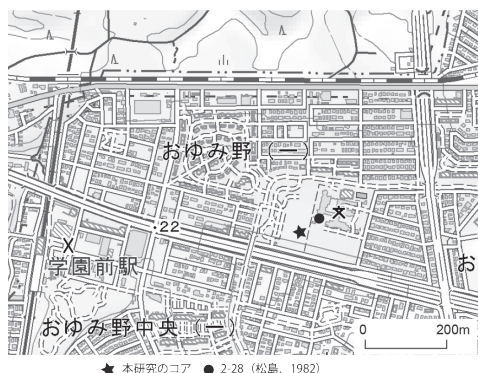 おゆみ野(一)
.22
学園前駅
お
おゆみ野中央(一)
0 200m
★ 本研究のコア ● 2-28(松島、1982)